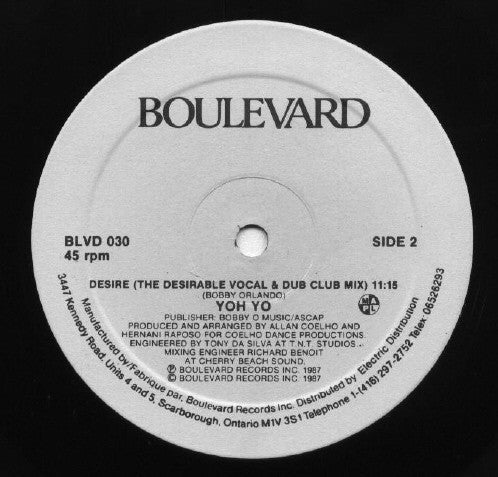 BOULEVARD
BLVD 030
45 rpm
SIDE 2
DESIRE (THE DESIRABLE VOCAL & DUB CLUB MIX) 11:15
(BOBBY ORLANDO)
YOH YO
MAPL
PUBLISHER: BOBBY O MUSIC/ASCAP
PRODUCED AND ARRANGED BY ALLAN COELHO AND
HERNANI RAPOSO FOR COELHO DANCE PRODUCTIONS.
ENGINEERED BY TONY DA SILVA AT T.N.T. STUDIOS...
MIXING ENGINEER RICHARD BENOIT
AT CHERRY BEACH SOUND.
Ⓟ BOULEVARD RECORDS INC. 1987
© BOULEVARD RECORDS INC. 1987
Manufactured by/Fabrique par. Boulevard Records Inc. Distributed by Electric Distribution
3447 Kennedy Road, Units 4 and 5, Scarborough, Ontario M1V 3S1 Telephone 1-(416) 297-2752 Telex. 06526293